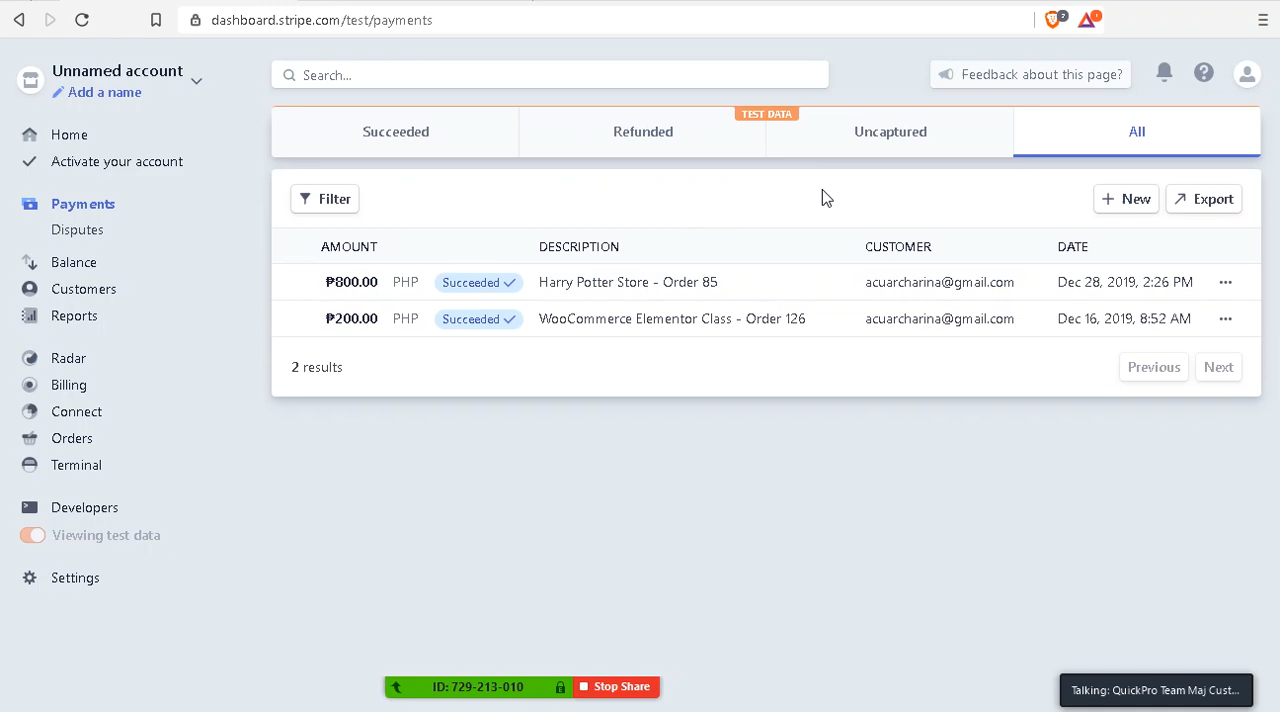 dashboard.stripe.com/test/payments
2
1
Unnamed account
Add a name
Search...
Feedback about this page?
Home
Activate your account
Payments
Disputes
Balance
Customers
Reports
Radar
Billing
Connect
Orders
Terminal
Developers
Viewing test data
Settings
TEST DATA
Succeeded Refunded Uncaptured All
Filter + New Export
AMOUNT DESCRIPTION CUSTOMER DATE
₱800.00 PHP Succeeded Harry Potter Store - Order 85 acuarcharina@gmail.com Dec 28, 2019, 2:26 PM ...
₱200.00 PHP Succeeded WooCommerce Elementor Class - Order 126 acuarcharina@gmail.com Dec 16, 2019, 8:52 AM ...
2 results Previous Next
ID: 729-213-010 Stop Share
Talking: QuickPro Team Maj Cust...